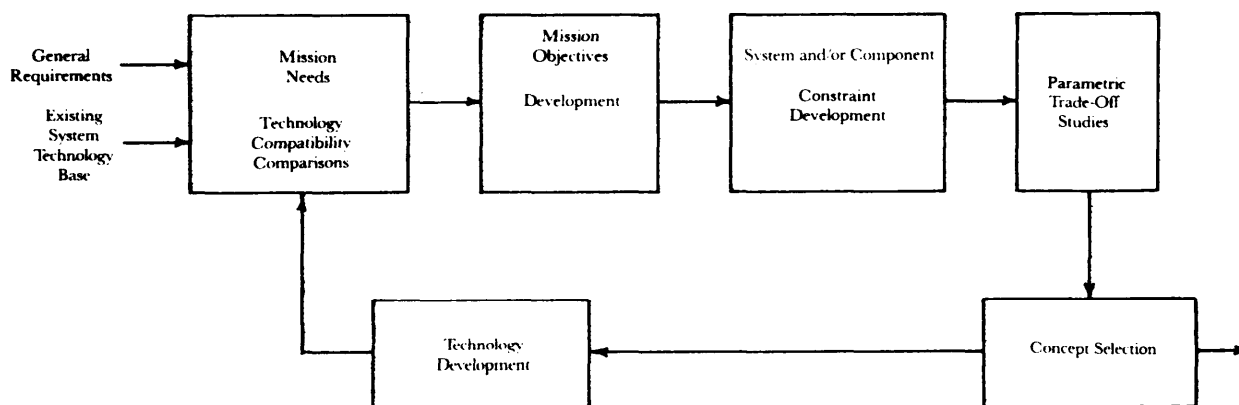 General
Requirements
Existing
System
Technology
Base
Mission
Needs
Technology
Compatibility
Comparisons
Mission
Objectives
Development
System and/or Component
Constraint
Development
Parametric
Trade-Off
Studies
Technology
Development
Concept Selection